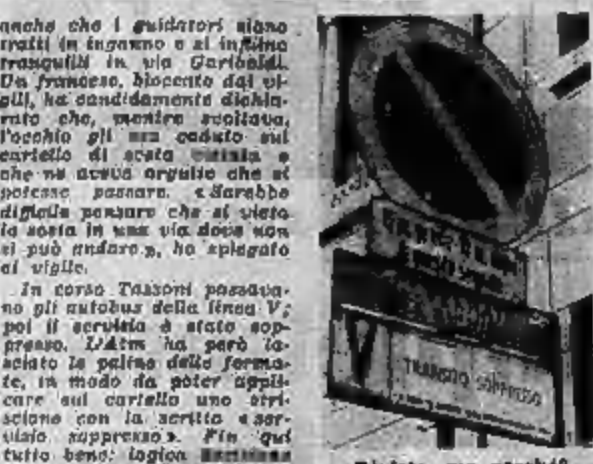 anche che i guidatori siano
tratti in inganno e si infilino
tranquilli in via Garibaldi.
Un francese, bloccato dai vi-
gili, ha candidamente dichia-
rato che, mentre svoltava,
l'occhio gli era caduto sul
cartello di sosta e
che ne aveva arguito che si
potesse passare. «Sarebbe
difficile pensare che si vieta
la sosta in una via dove non
si può andare», ha spiegato
al vigile.
In corso Tassoni passava-
no gli autobus della linea V;
poi il servizio è stato sop-
presso. L'Atm ha però la-
sciato le paline delle ferma-
te, in modo da poter appli-
care sul cartello uno stri-
scione con la scritta «ser-
vizio soppresso». Fin qui
tutto bene: logica
V TRANSITO SOPPRESSO